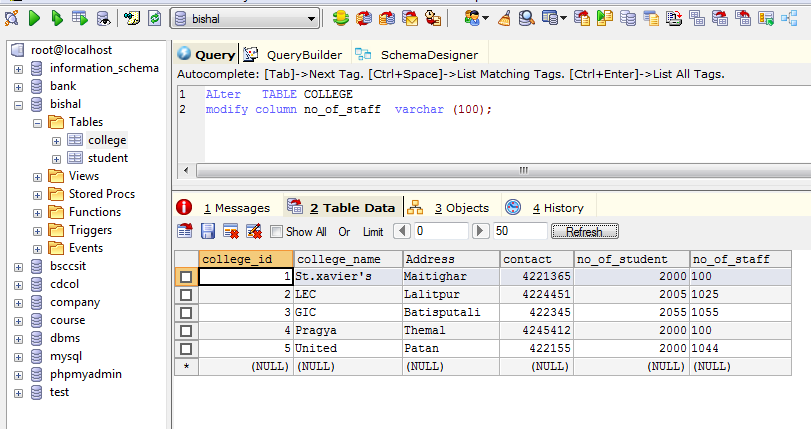 bishal
root@localhost
information_schema
bank
bishal
Tables
college
student
Views
Stored Procs
Functions
Triggers
Events
bsccsit
cdcol
company
course
dbms
mysql
phpmyadmin
test
Query QueryBuilder SchemaDesigner
Autocomplete: [Tab]->Next Tag. [Ctrl+Space]->List Matching Tags. [Ctrl+Enter]->List All Tags.
1 ALter TABLE COLLEGE
2 modify column no_of_staff varchar (100);
1 Messages 2 Table Data 3 Objects 4 History
Show All Or Limit 0 50 Refresh
college_id college_name Address contact no_of_student no_of_staff
1 St.xavier's Maitighar 4221365 2000 100
2 LEC Lalitpur 4224451 2005 1025
3 GIC Batisputali 422345 2055 1055
4 Pragya Themal 4245412 2000 100
5 United Patan 422155 2000 1044
* (NULL) (NULL) (NULL) (NULL) (NULL) (NULL)